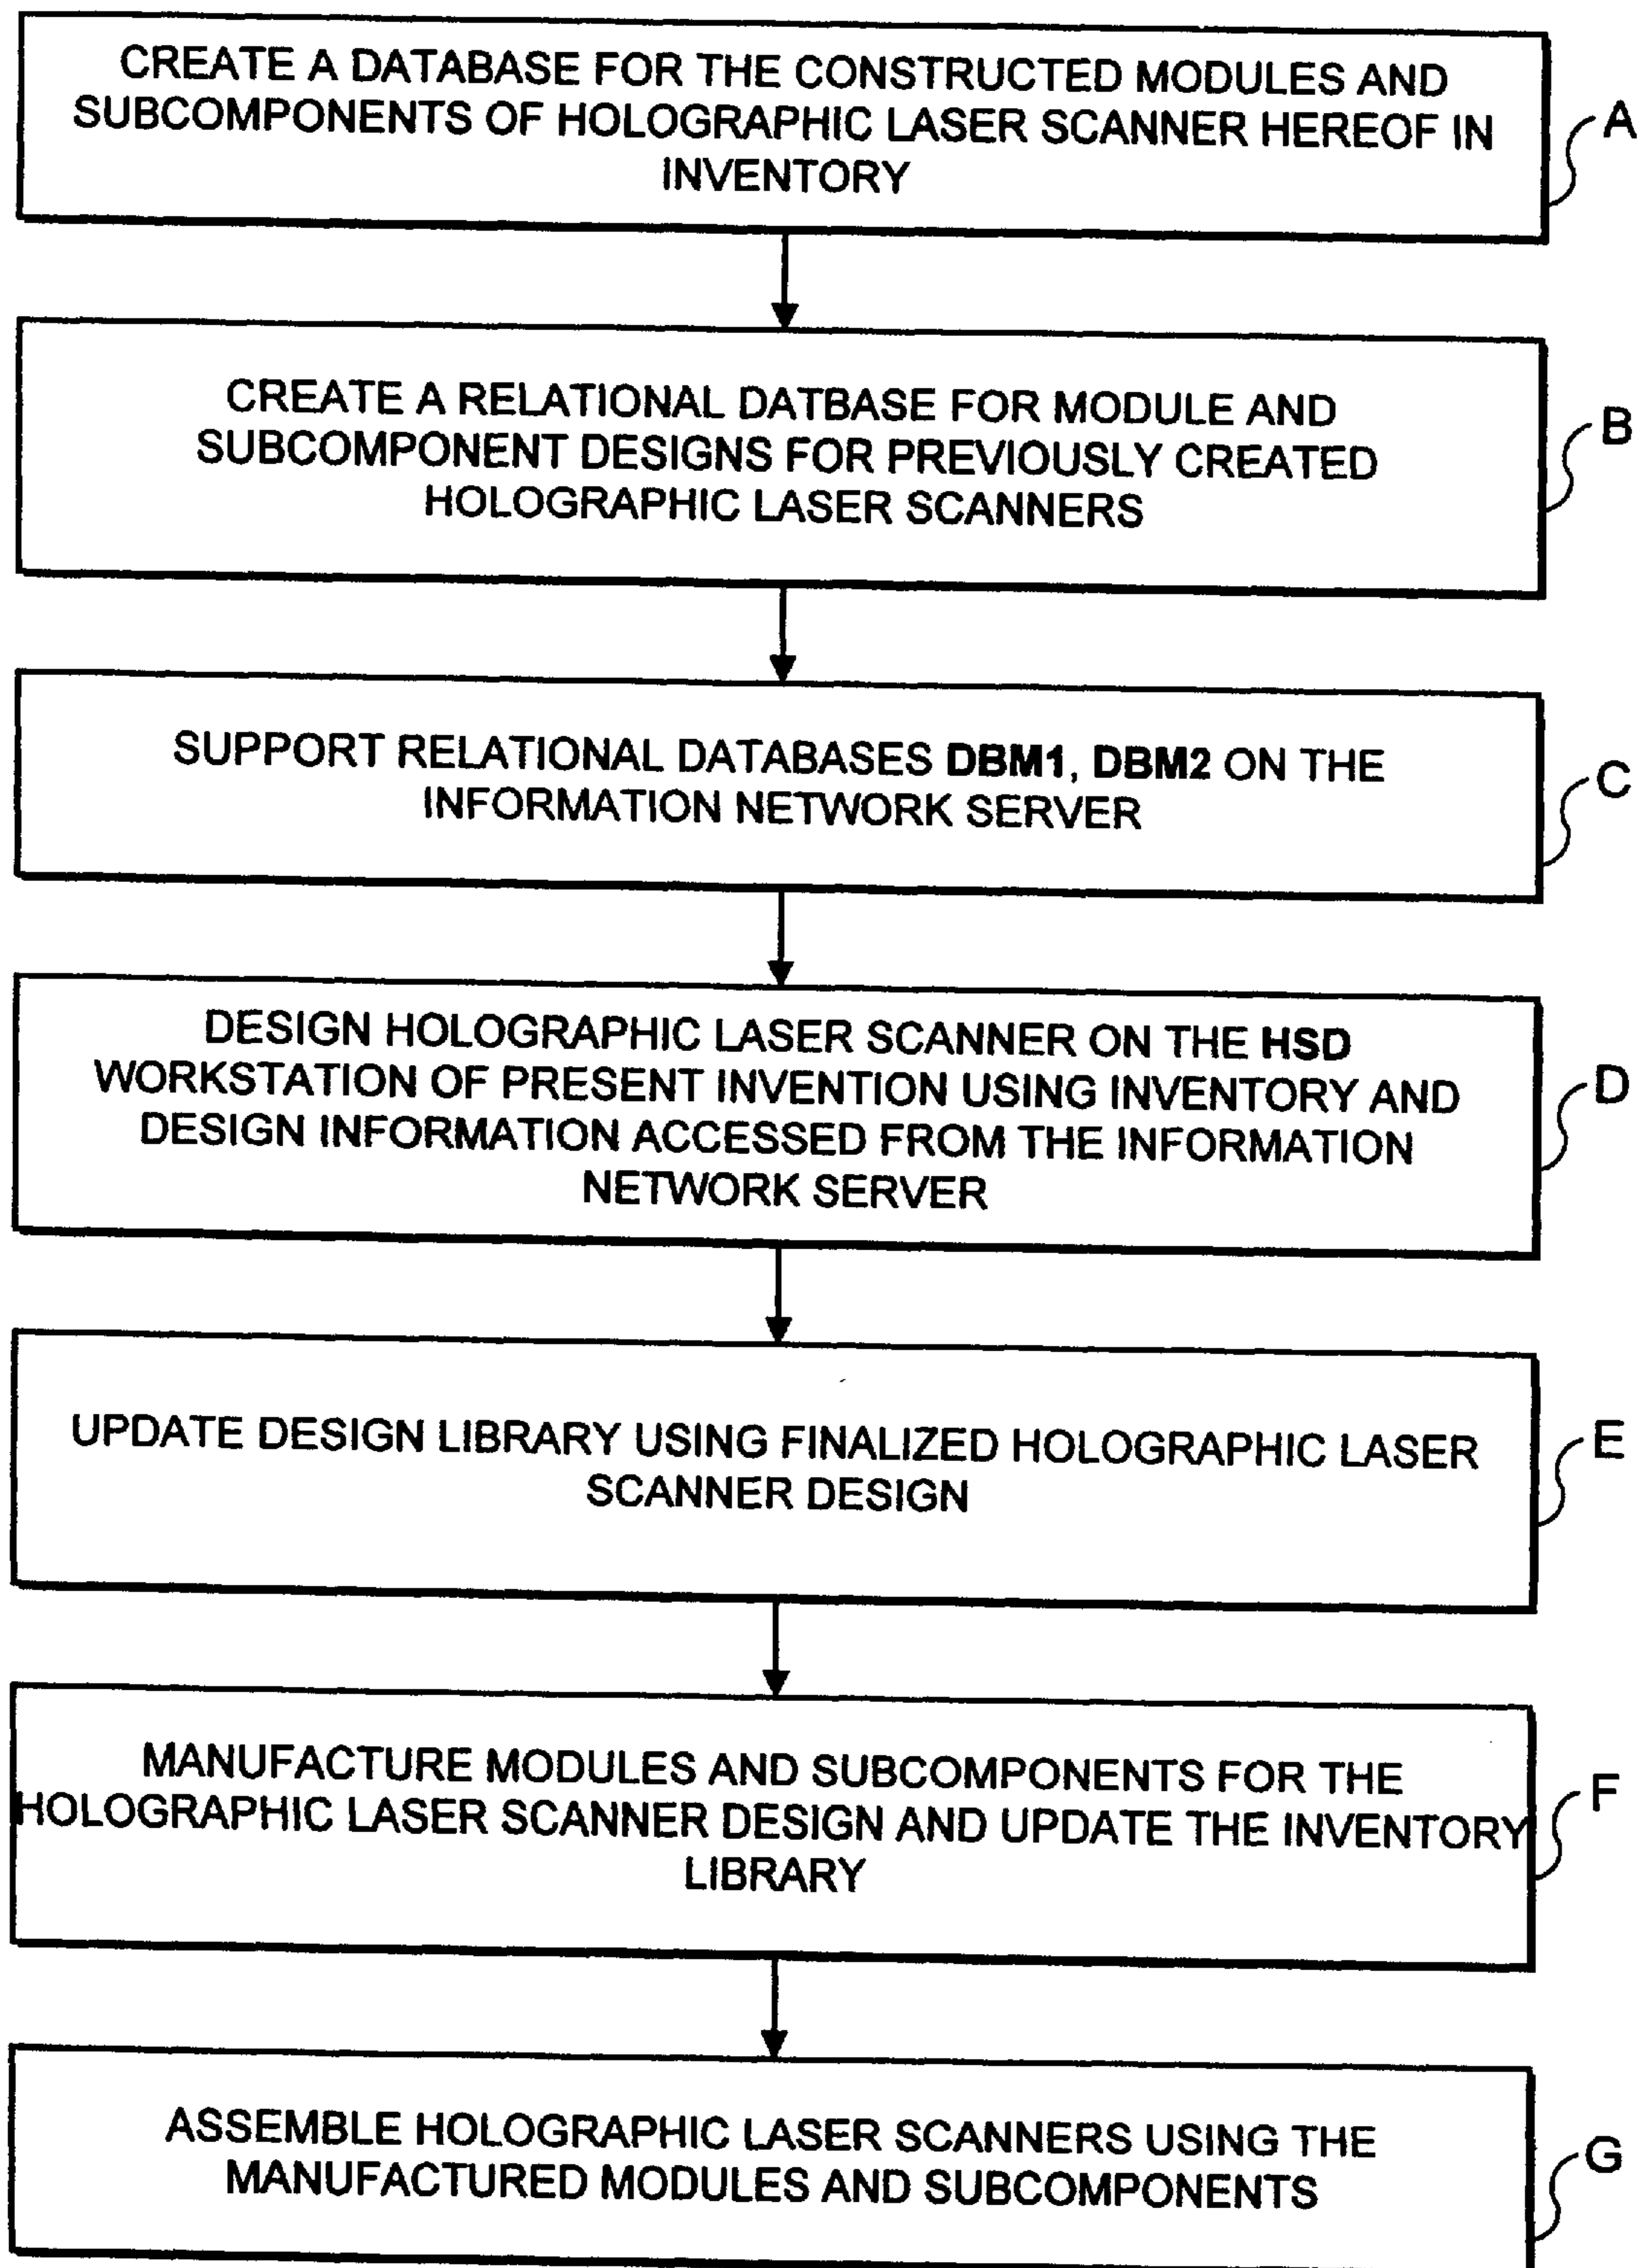 CREATE A DATABASE FOR THE CONSTRUCTED MODULES AND
SUBCOMPONENTS OF HOLOGRAPHIC LASER SCANNER HEREOF IN
INVENTORY
A
CREATE A RELATIONAL DATBASE FOR MODULE AND
SUBCOMPONENT DESIGNS FOR PREVIOUSLY CREATED
HOLOGRAPHIC LASER SCANNERS
B
SUPPORT RELATIONAL DATABASES DBM1, DBM2 ON THE
INFORMATION NETWORK SERVER
C
DESIGN HOLOGRAPHIC LASER SCANNER ON THE HSD
WORKSTATION OF PRESENT INVENTION USING INVENTORY AND
DESIGN INFORMATION ACCESSED FROM THE INFORMATION
NETWORK SERVER
D
UPDATE DESIGN LIBRARY USING FINALIZED HOLOGRAPHIC LASER
SCANNER DESIGN
E
MANUFACTURE MODULES AND SUBCOMPONENTS FOR THE
HOLOGRAPHIC LASER SCANNER DESIGN AND UPDATE THE INVENTORY
LIBRARY
F
ASSEMBLE HOLOGRAPHIC LASER SCANNERS USING THE
MANUFACTURED MODULES AND SUBCOMPONENTS
G